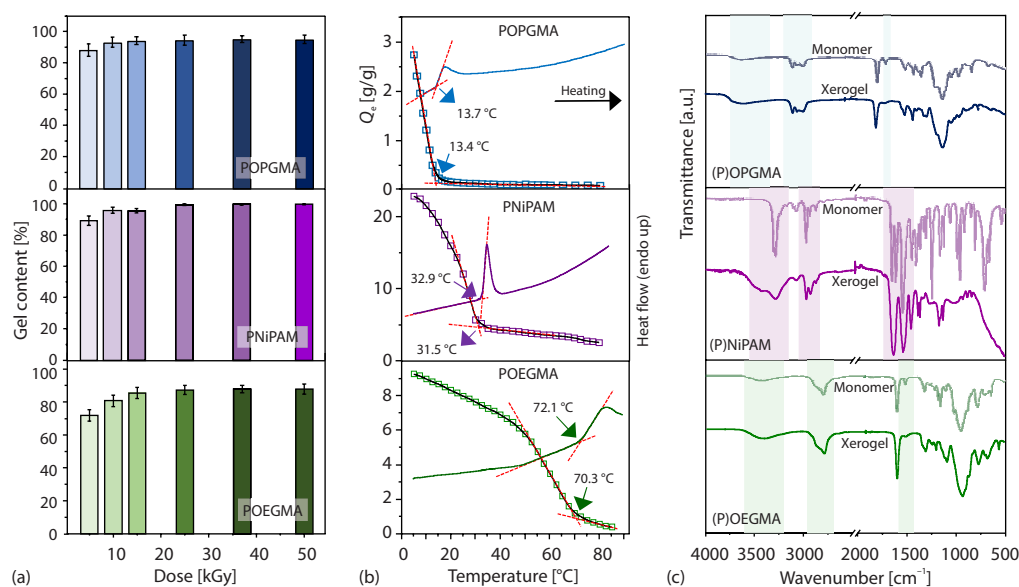 100
80
60
40
20
0
POPGMA
100
80
60
40
20
0
PNiPAM
100
80
60
40
20
0
POEGMA
Gel content [%]
10
20
30
40
50
Dose [kGy]
(a)
3
2
1
0
POPGMA
Heating
13.7 °C
13.4 °C
Qe [g/g]
20
10
0
PNiPAM
32.9 °C
31.5 °C
8
6
4
2
0
POEGMA
72.1 °C
70.3 °C
0
20
40
60
80
Temperature [°C]
Heat flow (endo up)
(b)
Monomer
Xerogel
(P)OPGMA
Monomer
Xerogel
(P)NiPAM
Monomer
Xerogel
(P)OEGMA
Transmittance [a.u.]
4000
3000
2000
1500
1000
500
Wavenumber [cm⁻¹]
(c)